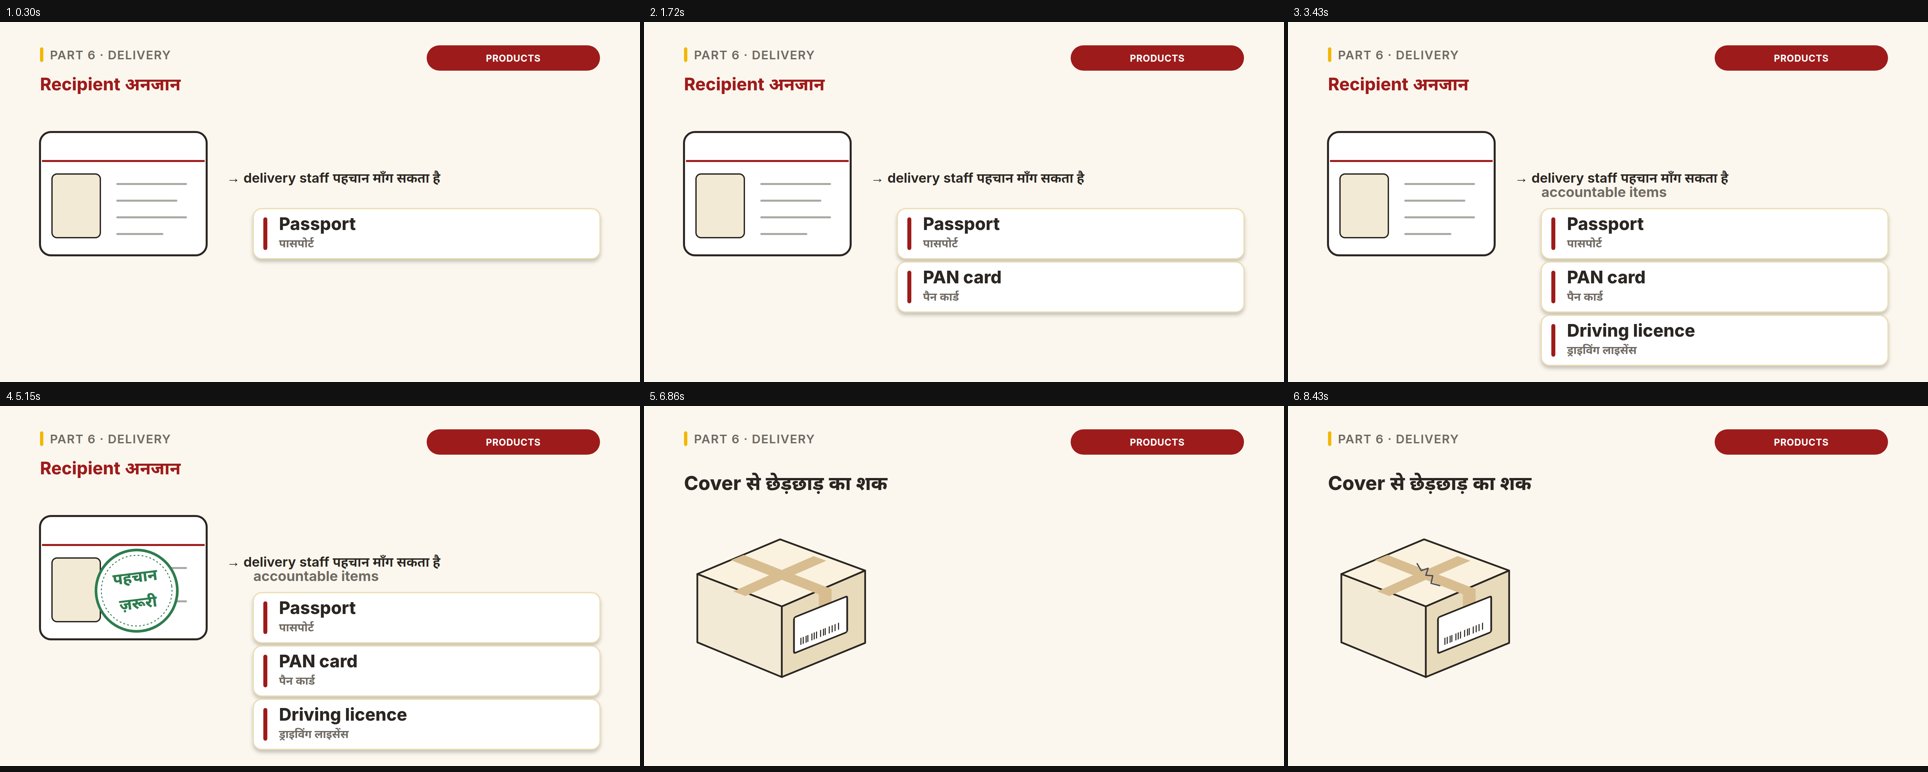 1. 0.30s
PART 6 · DELIVERY
PRODUCTS
Recipient अनजान
→ delivery staff पहचान माँग सकता है
Passport
पासपोर्ट
2. 1.72s
PART 6 · DELIVERY
PRODUCTS
Recipient अनजान
→ delivery staff पहचान माँग सकता है
Passport
पासपोर्ट
PAN card
पैन कार्ड
3. 3.43s
PART 6 · DELIVERY
PRODUCTS
Recipient अनजान
→ delivery staff पहचान माँग सकता है
accountable items
Passport
पासपोर्ट
PAN card
पैन कार्ड
Driving licence
ड्राइविंग लाइसेंस
4. 5.15s
PART 6 · DELIVERY
PRODUCTS
Recipient अनजान
पहचान
ज़रूरी
→ delivery staff पहचान माँग सकता है
accountable items
Passport
पासपोर्ट
PAN card
पैन कार्ड
Driving licence
ड्राइविंग लाइसेंस
5. 6.86s
PART 6 · DELIVERY
PRODUCTS
Cover से छेड़छाड़ का शक
6. 8.43s
PART 6 · DELIVERY
PRODUCTS
Cover से छेड़छाड़ का शक